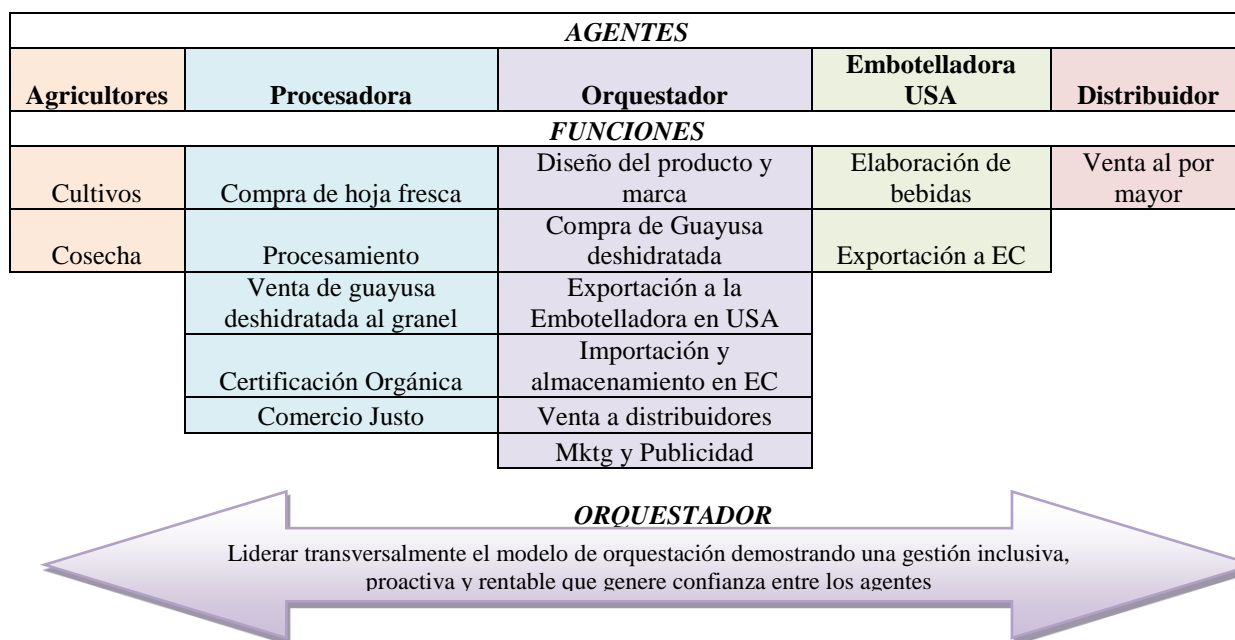 AGENTES
Agricultores
Procesadora
Orquestador
Embotelladora
USA
Distribuidor
FUNCIONES
Cultivos
Compra de hoja fresca
Diseño del producto y
marca
Elaboración de
bebidas
Venta al por
mayor
Cosecha
Procesamiento
Compra de Guayusa
deshidratada
Exportación a EC
Venta de guayusa
deshidratada al granel
Exportación a la
Embotelladora en USA
Certificación Orgánica
Importación y
almacenamiento en EC
Comercio Justo
Venta a distribuidores
Mktg y Publicidad
ORQUESTADOR
Liderar transversalmente el modelo de orquestación demostrando una gestión inclusiva,
proactiva y rentable que genere confianza entre los agentes